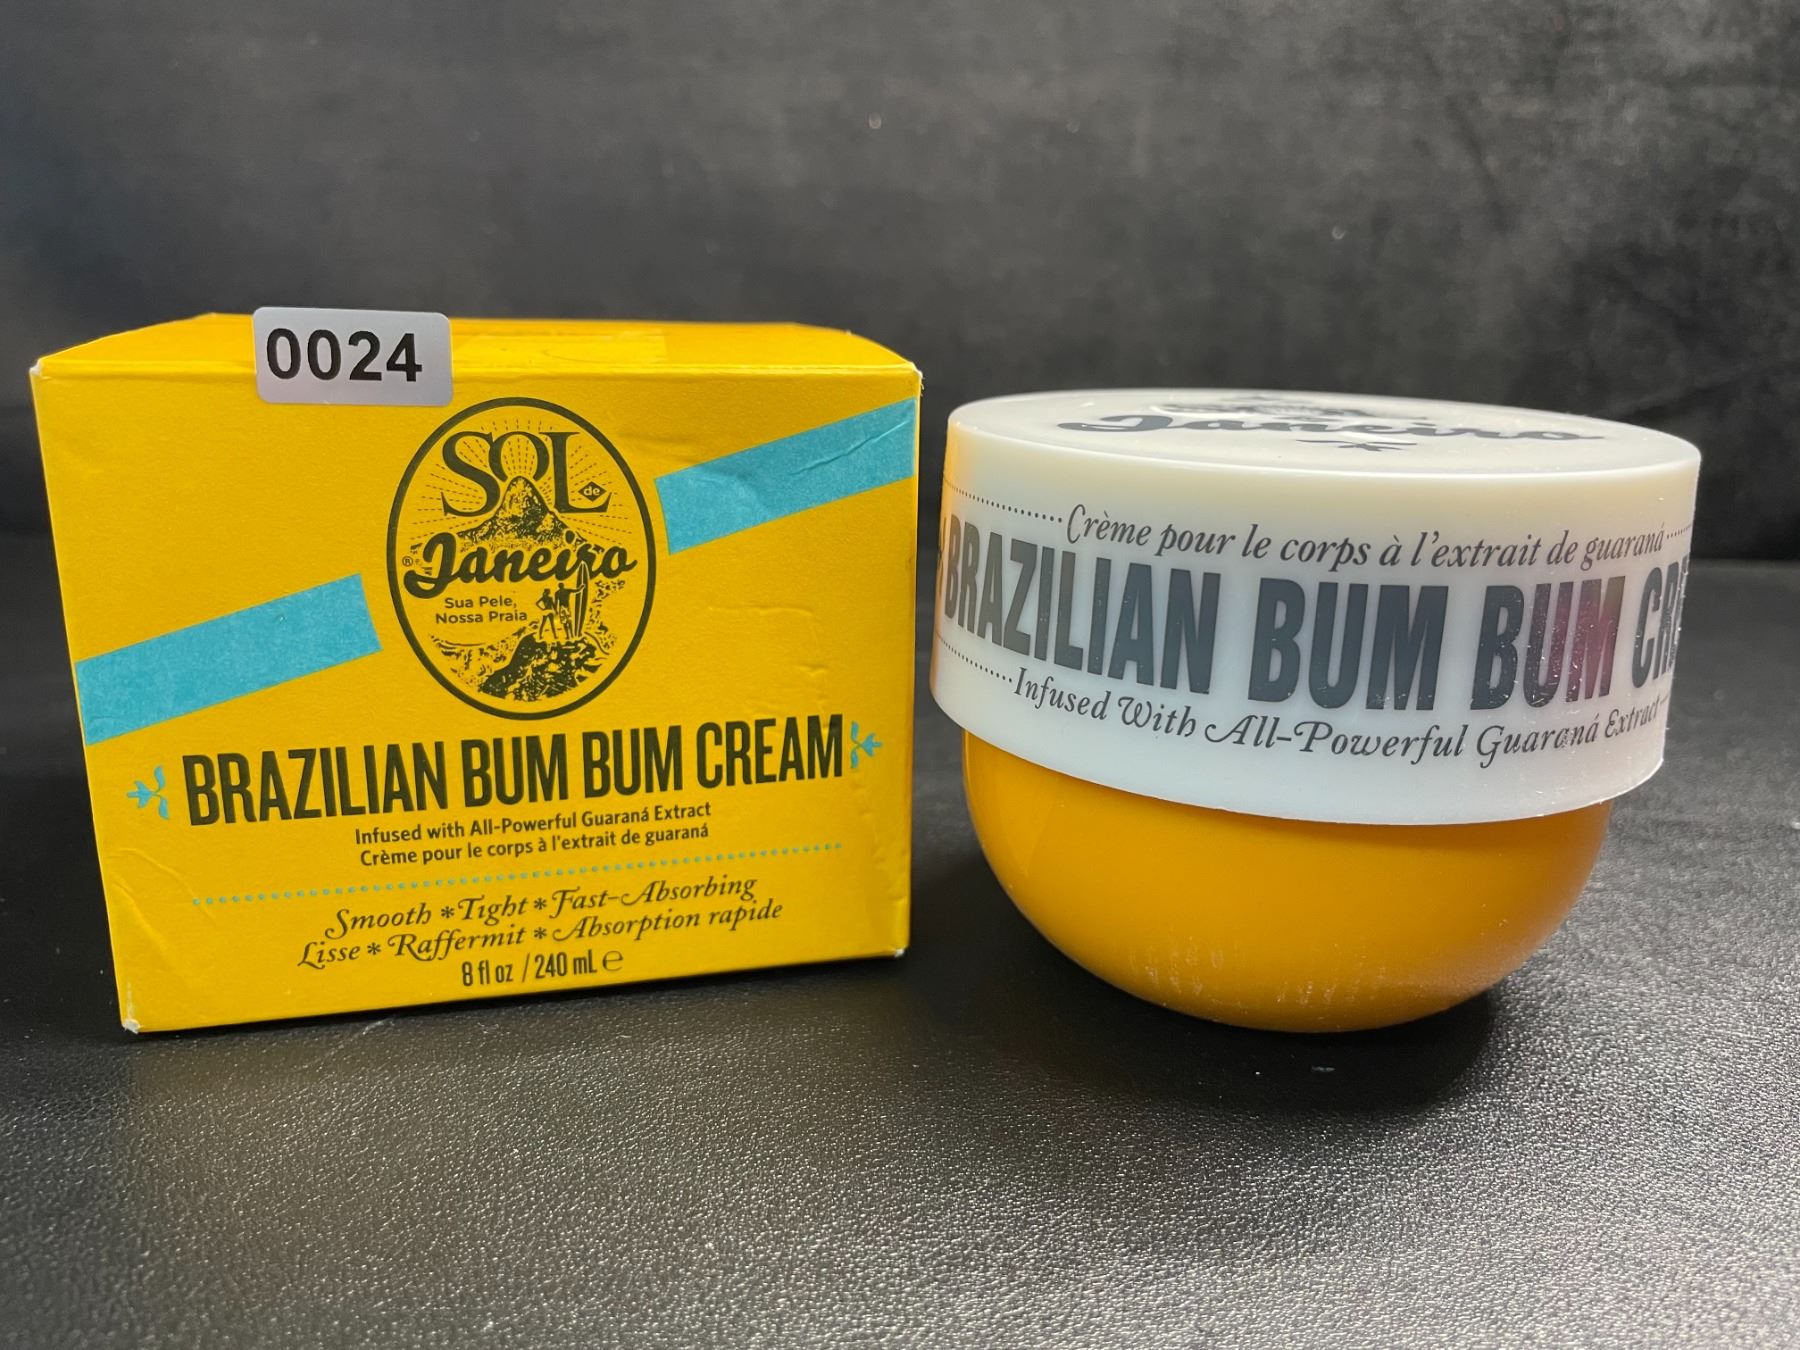 0024
SOL
de
Janeiro
®
Sua Pele,
Nossa Praia
BRAZILIAN BUM BUM CREAM
Infused with All-Powerful Guaraná Extract
Crème pour le corps à l'extrait de guaraná
Smooth * Tight * Fast-Absorbing
Lisse * Raffermit * Absorption rapide
8 fl oz / 240 mL ℮
Janeiro
Crème pour le corps à l'extrait de guaraná
BRAZILIAN BUM BUM CRE
Infused With All-Powerful Guaraná Extract